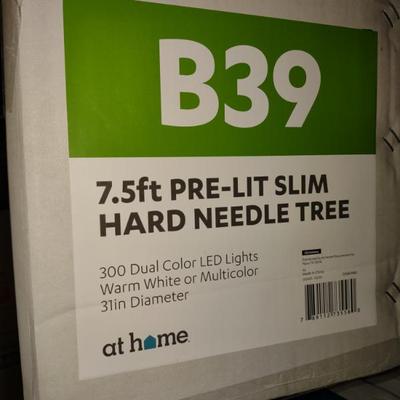 B39
7.5ft PRE-LIT SLIM
HARD NEEDLE TREE
300 Dual Color LED Lights
Warm White or Multicolor
31in Diameter
at home